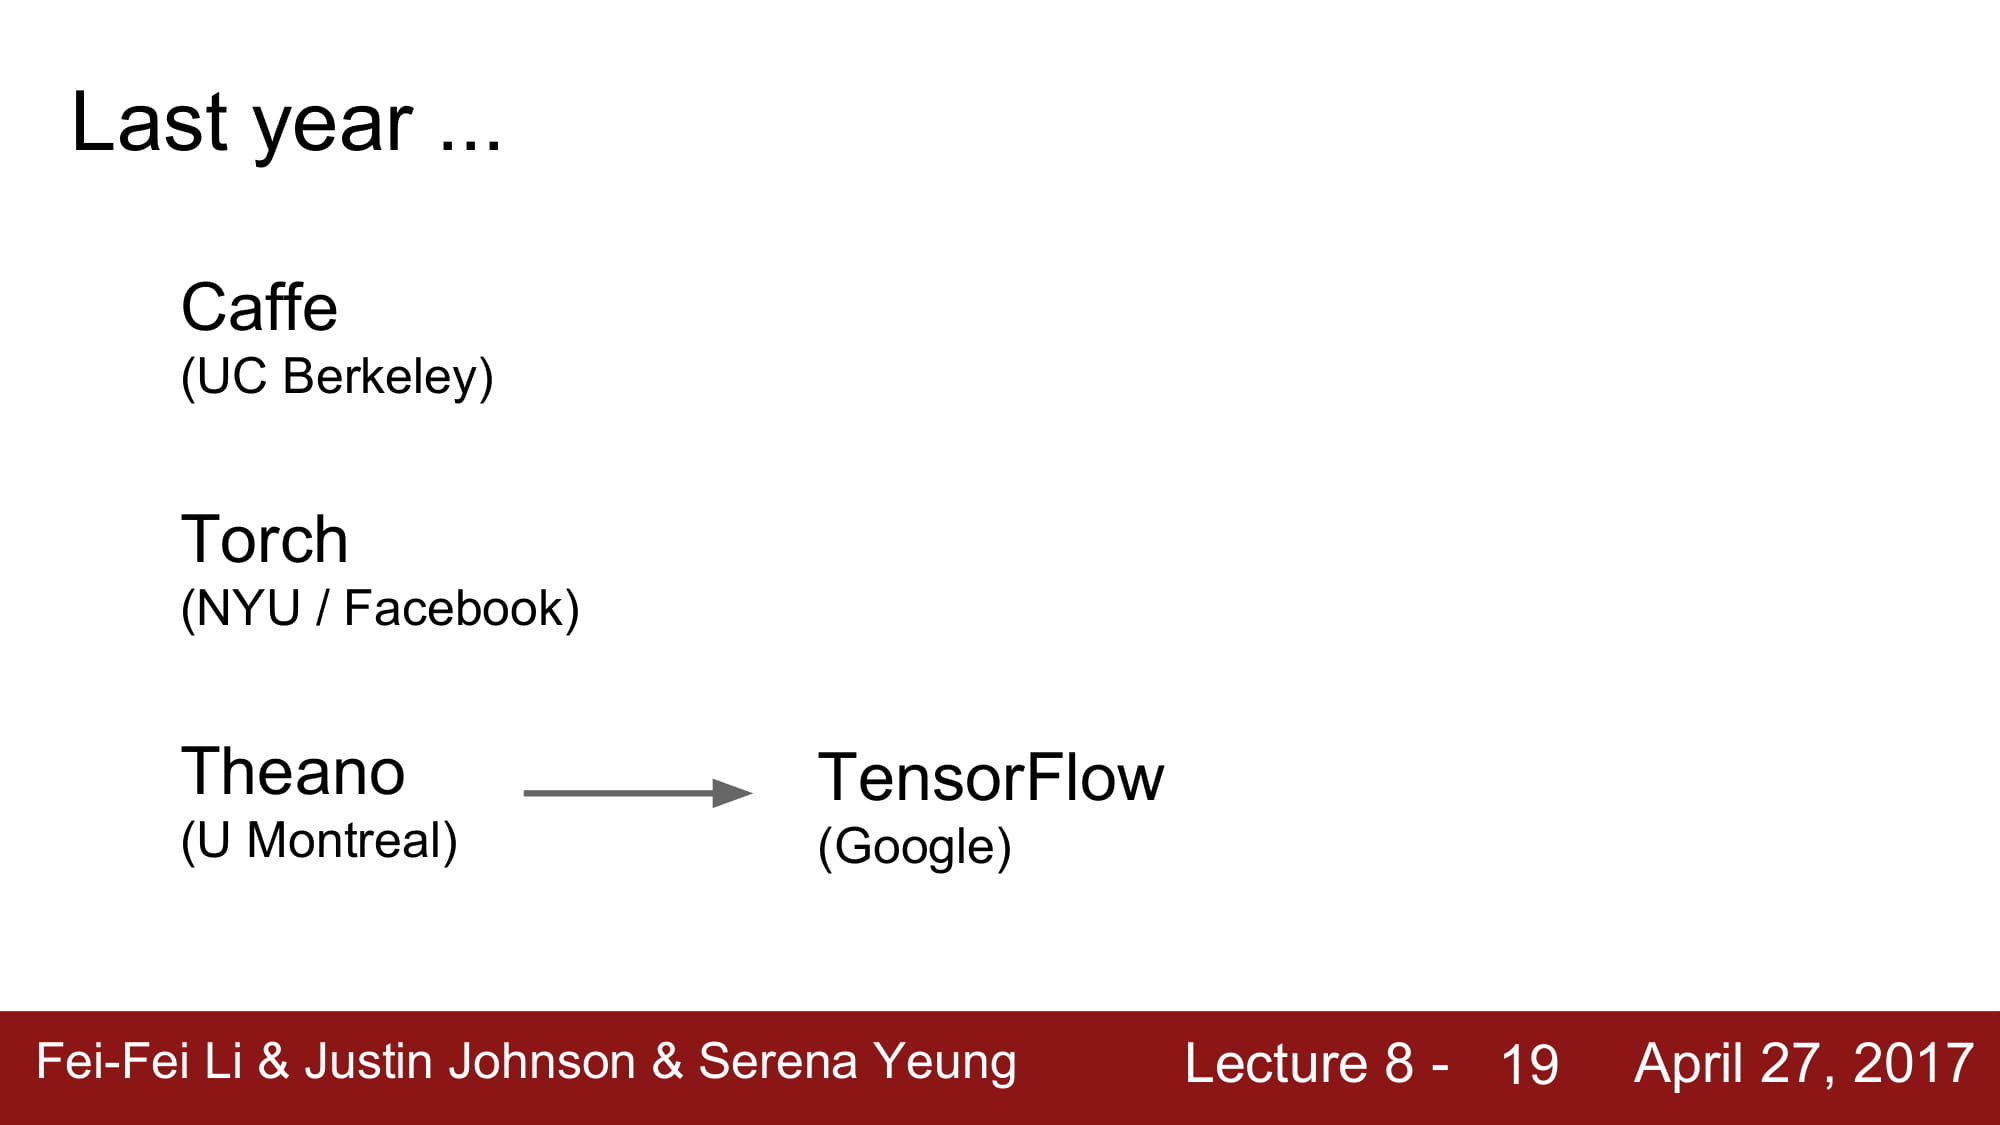 Last year ...
Caffe
(UC Berkeley)
Torch
(NYU / Facebook)
Theano
(U Montreal)
TensorFlow
(Google)
Fei-Fei Li & Justin Johnson & Serena Yeung
Lecture 8 - 19
April 27, 2017